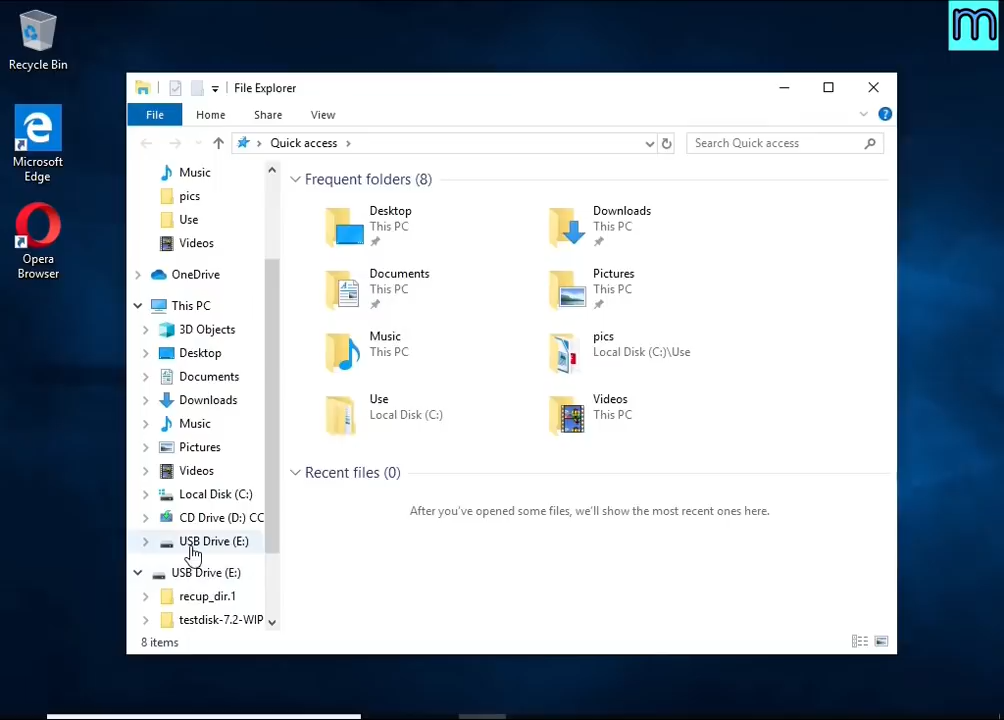 Recycle Bin
Microsoft
Edge
Opera
Browser
m
File Explorer
File Home Share View
Quick access
Search Quick access
Music
pics
Use
Videos
OneDrive
This PC
3D Objects
Desktop
Documents
Downloads
Music
Pictures
Videos
Local Disk (C:)
CD Drive (D:) CC
USB Drive (E:)
USB Drive (E:)
recup_dir.1
testdisk-7.2-WIP
Frequent folders (8)
Desktop
This PC
Downloads
This PC
Documents
This PC
Pictures
This PC
Music
This PC
pics
Local Disk (C:)\Use
Use
Local Disk (C:)
Videos
This PC
Recent files (0)
After you've opened some files, we'll show the most recent ones here.
8 items